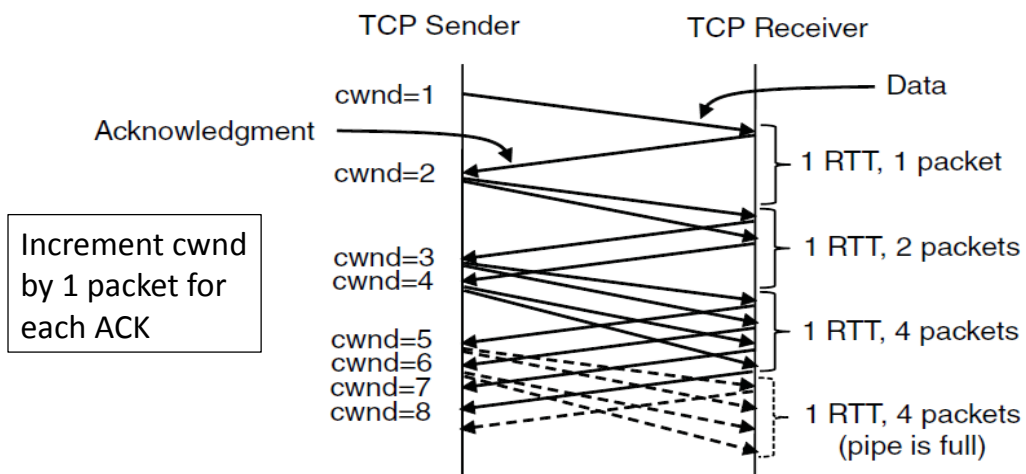 TCP Sender
TCP Receiver
cwnd=1
Data
Acknowledgment
1 RTT, 1 packet
cwnd=2
Increment cwnd
by 1 packet for
each ACK
1 RTT, 2 packets
cwnd=3
cwnd=4
1 RTT, 4 packets
cwnd=5
cwnd=6
cwnd=7
cwnd=8
1 RTT, 4 packets
(pipe is full)